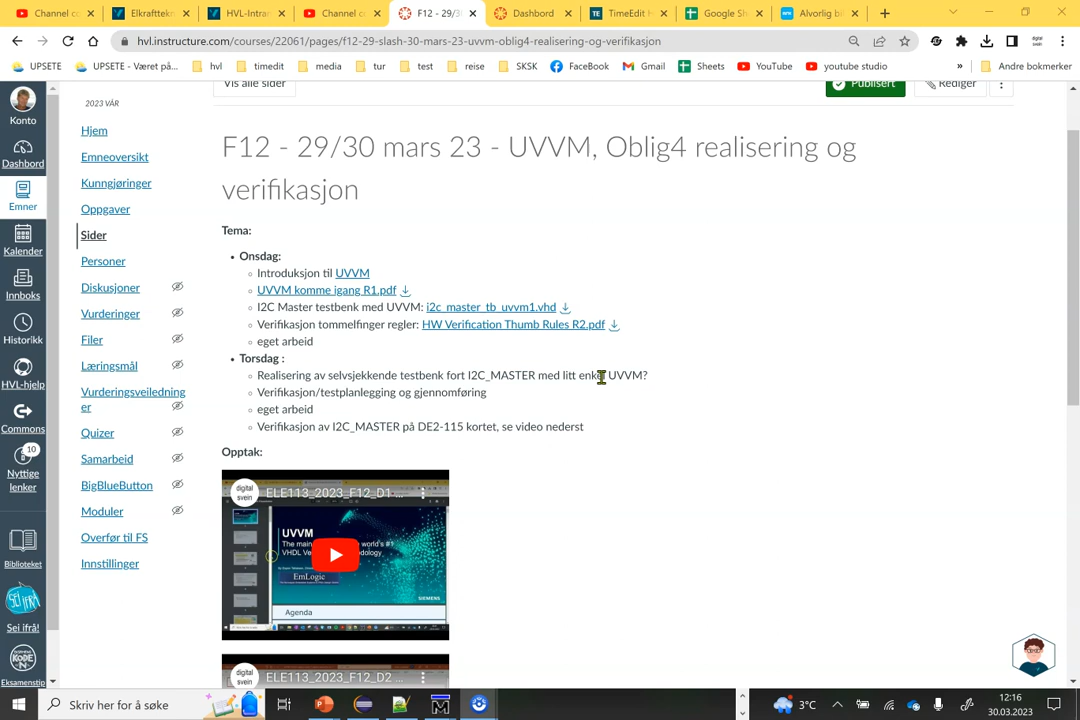 Channel co
Elkrafttekn
HVL-Intran
Channel co
F12 - 29/30
Dashbord
TimeEdit H
Google She
Alvorlig bil
hvl.instructure.com/courses/22061/pages/f12-29-slash-30-mars-23-uvvm-oblig4-realisering-og-verifikasjon
UPSETE
UPSETE - Været på...
hvl
timedit
media
tur
test
reise
SKSK
FaceBook
Gmail
Sheets
YouTube
youtube studio
»
Andre bokmerker
Konto
Dashbord
Emner
Kalender
Innboks
Historikk
HVL-hjelp
Commons
10
Nyttige
lenker
Biblioteket
Sei ifrå!
Eksamenstip
2023 VÅR
Hjem
Emneoversikt
Kunngjøringer
Oppgaver
Sider
Personer
Diskusjoner
Vurderinger
Filer
Læringsmål
Vurderingsveiledning
er
Quizer
Samarbeid
BigBlueButton
Moduler
Overfør til FS
Innstillinger
Vis alle sider
Publisert
Rediger
F12 - 29/30 mars 23 - UVVM, Oblig4 realisering og
verifikasjon
Tema:
Onsdag:
Introduksjon til UVVM
UVVM komme igang R1.pdf
I2C Master testbenk med UVVM: i2c_master_tb_uvvm1.vhd
Verifikasjon tommelfinger regler: HW Verification Thumb Rules R2.pdf
eget arbeid
Torsdag :
Realisering av selvsjekkende testbenk fort I2C_MASTER med litt enkel UVVM?
Verifikasjon/testplanlegging og gjennomføring
eget arbeid
Verifikasjon av I2C_MASTER på DE2-115 kortet, se video nederst
Opptak:
digital
svein
ELE113_2023_F12_D1-...
UVVM
EmLogic
SIEMENS
Agenda
digital
svein
ELE113_2023_F12_D2
Skriv her for å søke
3°C
12:16
30.03.2023